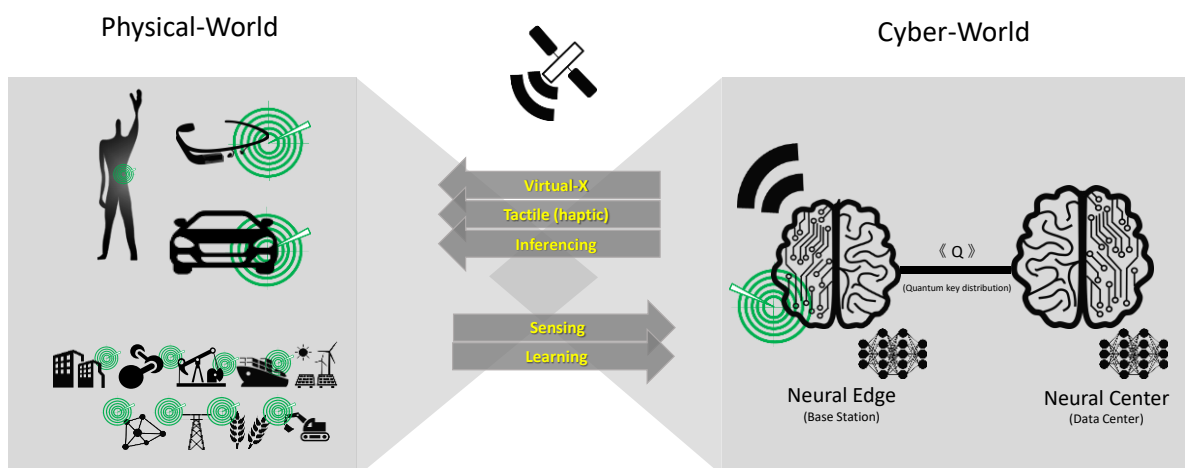 Physical-World
Cyber-World
Virtual-X
Tactile (haptic)
Inferencing
Sensing
Learning
《 Q 》
(Quantum key distribution)
Neural Edge
(Base Station)
Neural Center
(Data Center)